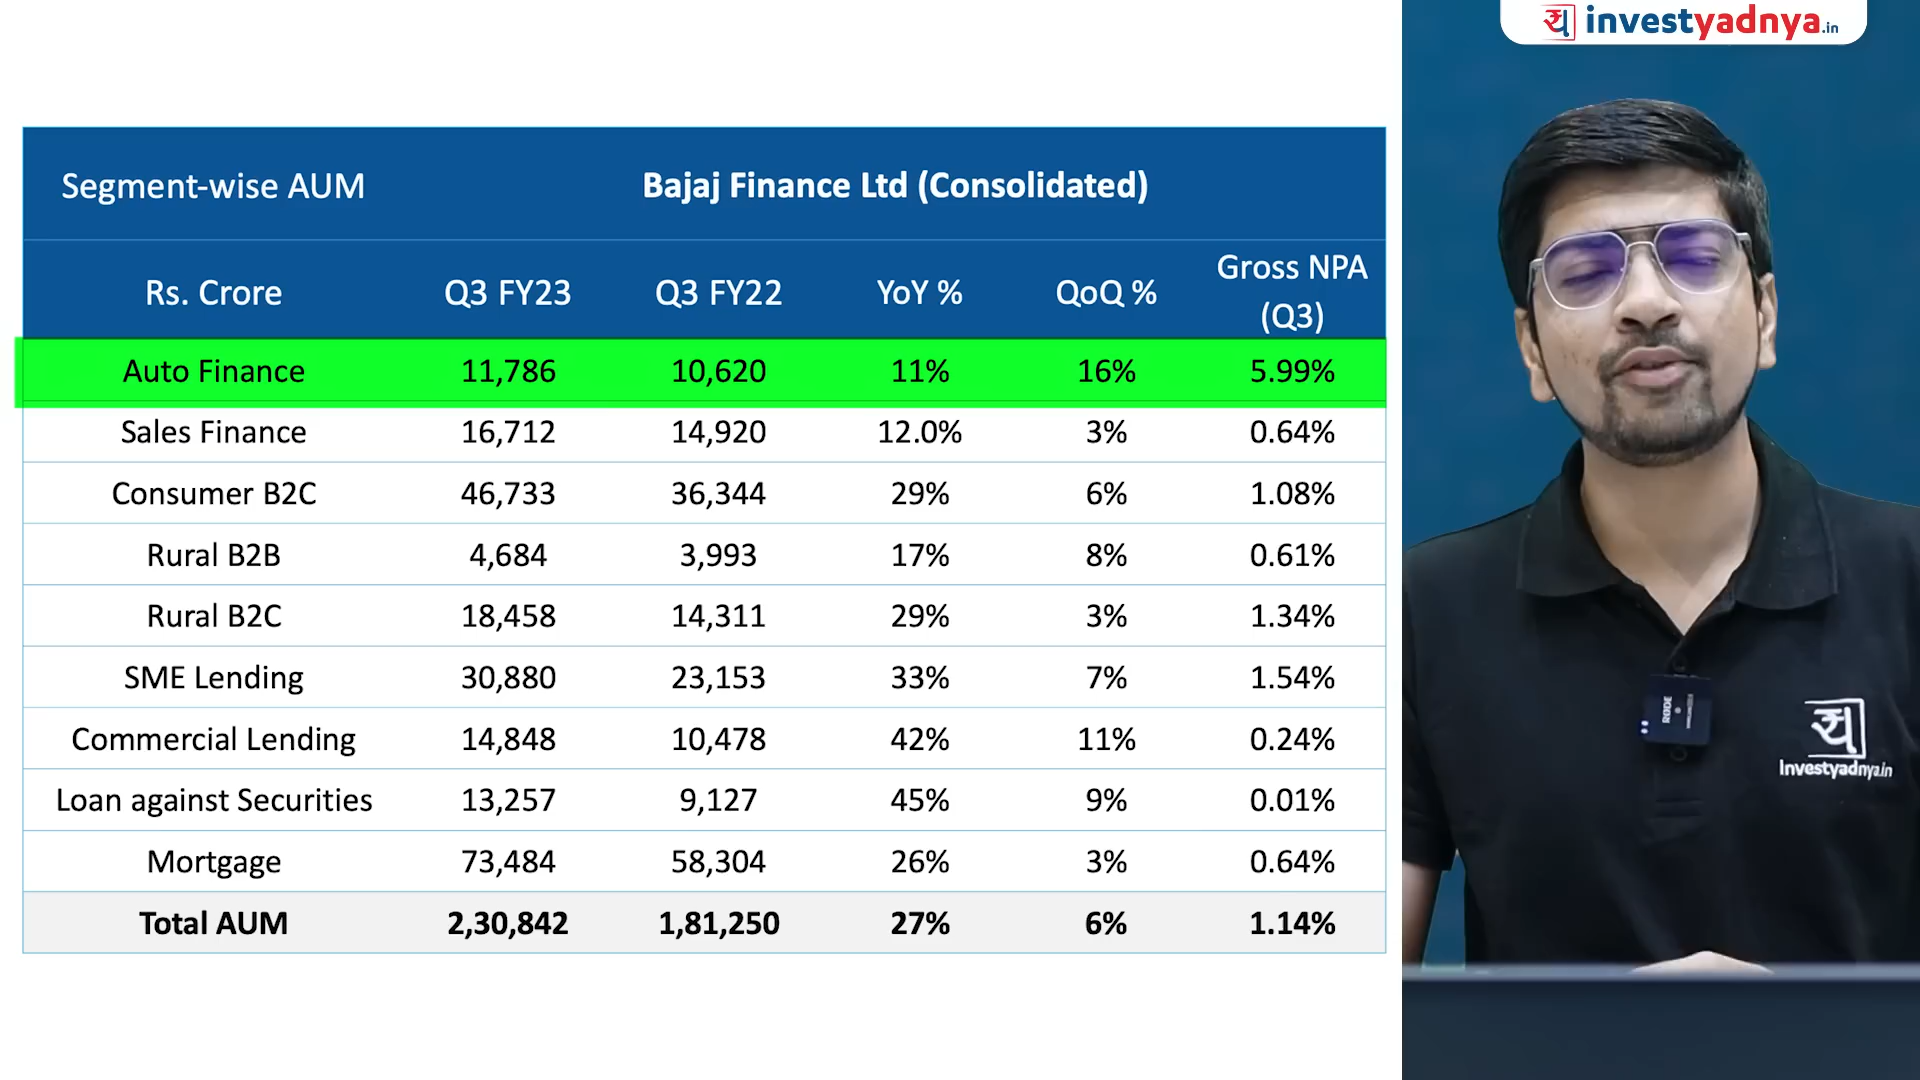 investyadnya.in
Segment-wise AUM Bajaj Finance Ltd (Consolidated)
Rs. Crore Q3 FY23 Q3 FY22 YoY % QoQ % Gross NPA (Q3)
Auto Finance 11,786 10,620 11% 16% 5.99%
Sales Finance 16,712 14,920 12.0% 3% 0.64%
Consumer B2C 46,733 36,344 29% 6% 1.08%
Rural B2B 4,684 3,993 17% 8% 0.61%
Rural B2C 18,458 14,311 29% 3% 1.34%
SME Lending 30,880 23,153 33% 7% 1.54%
Commercial Lending 14,848 10,478 42% 11% 0.24%
Loan against Securities 13,257 9,127 45% 9% 0.01%
Mortgage 73,484 58,304 26% 3% 0.64%
Total AUM 2,30,842 1,81,250 27% 6% 1.14%
RØDE
Investyadnya.in